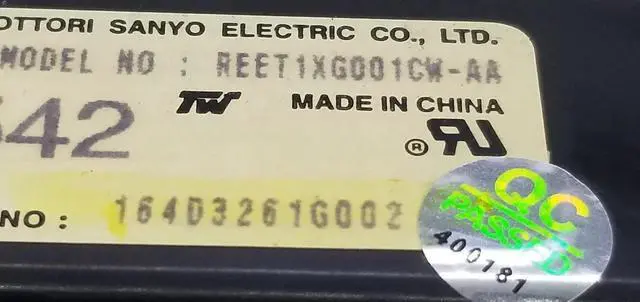 OTTORI SANYO ELECTRIC CO., LTD.
MODEL NO : REET1XG001CW-AA
TW MADE IN CHINA
542
® RU
NO : 164D3261G002
QC
PASSED
400181